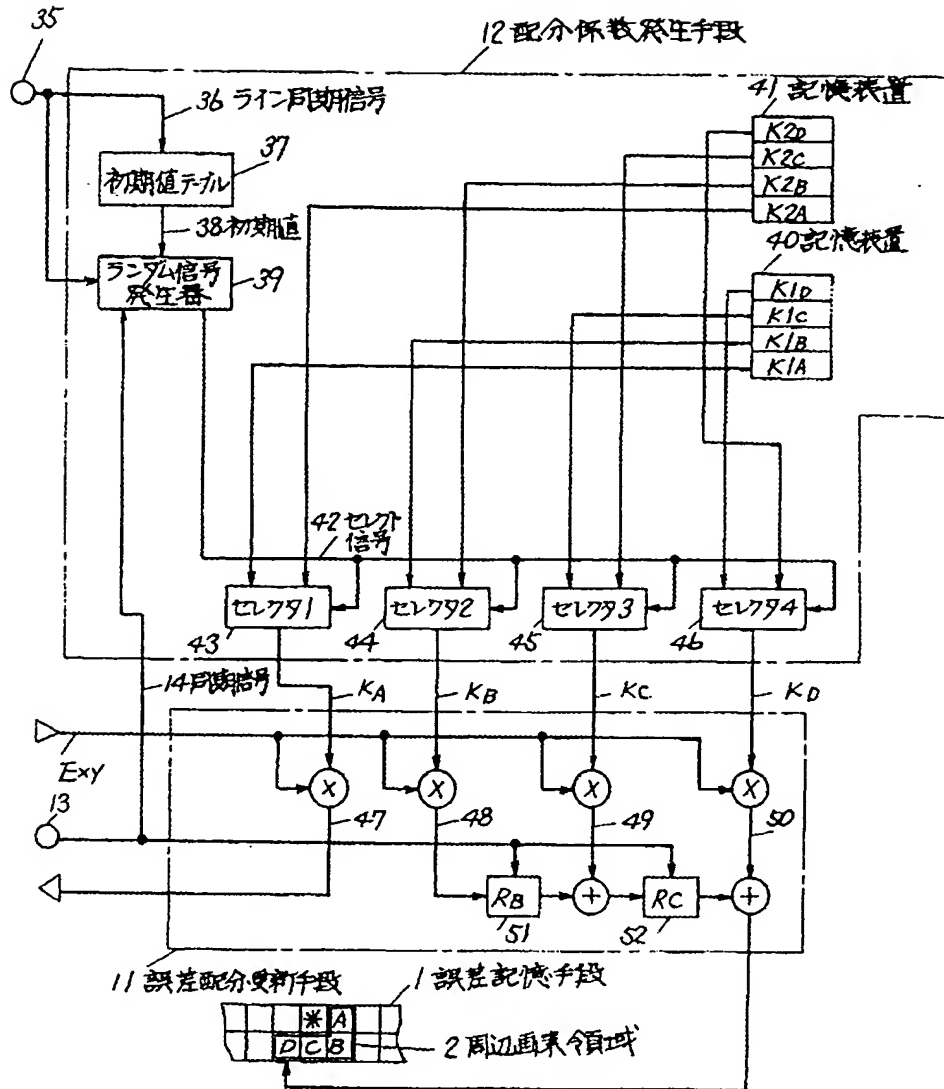 35
12 配分係数発生手段
36 ライン同期信号
41 記憶装置
37
K2D
K2C
K2B
K2A
初期値テーブル
38 初期値
40 記憶装置
ランダム信号
発生器
39
K1D
K1C
K1B
K1A
42 セレクト
信号
セレクタ1
セレクタ2
セレクタ3
セレクタ4
43
44
45
46
14 同期信号
KA
KB
KC
KD
Exy
×
×
×
×
13
47
48
49
50
RB
+
RC
+
51
52
11 誤差配分更新手段
1 誤差記憶手段
* A
D C B
2 周辺画素領域